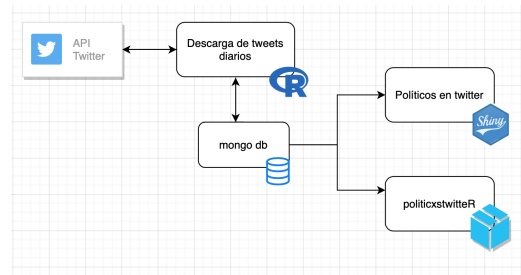 API
Twitter
Descarga de tweets
diarios
R
mongo db
Políticos en twitter
Shiny
politicxstwitteR